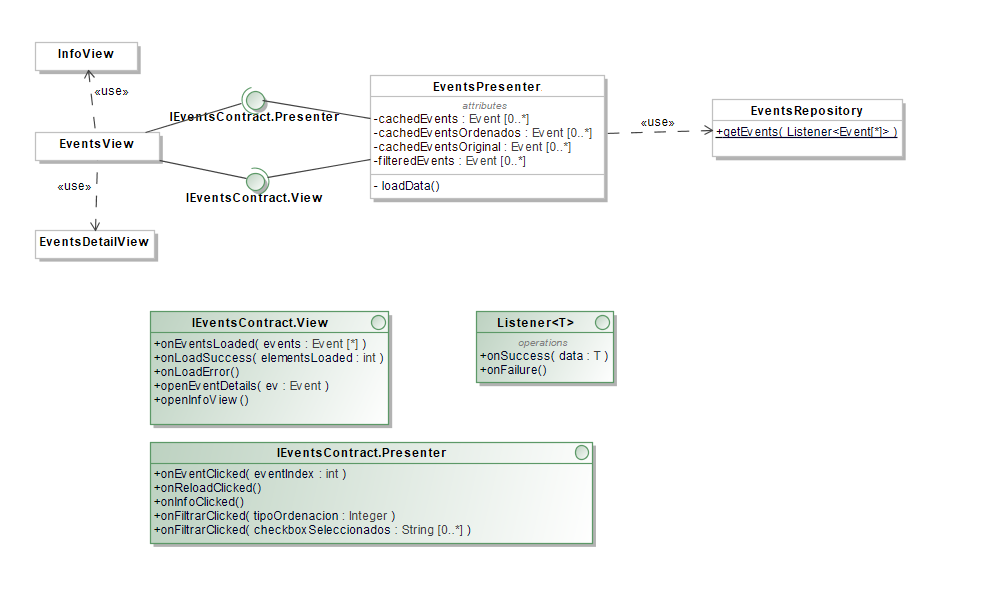 InfoView
«use»
IEventsContract.Presenter
EventsView
«use»
IEventsContract.View
EventsDetailView
EventsPresenter
attributes
-cachedEvents : Event [0..*]
-cachedEventsOrdenados : Event [0..*]
-cachedEventsOriginal : Event [0..*]
-filteredEvents : Event [0..*]
- loadData()
«use»
EventsRepository
+getEvents( Listener<Event[*]> )
IEventsContract.View
+onEventsLoaded( events : Event [*] )
+onLoadSuccess( elementsLoaded : int )
+onLoadError()
+openEventDetails( ev : Event )
+openInfoView()
Listener<T>
operations
+onSuccess( data : T )
+onFailure()
IEventsContract.Presenter
+onEventClicked( eventIndex : int )
+onReloadClicked()
+onInfoClicked()
+onFiltrarClicked( tipoOrdenacion : Integer )
+onFiltrarClicked( checkboxSeleccionados : String [0..*] )